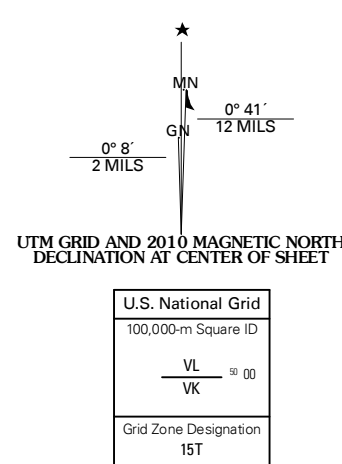 ★
MN
0° 41´
GN
12 MILS
0° 8´
2 MILS
UTM GRID AND 2010 MAGNETIC NORTH
DECLINATION AT CENTER OF SHEET
U.S. National Grid
100,000-m Square ID
VL
50 00
VK
Grid Zone Designation
15T